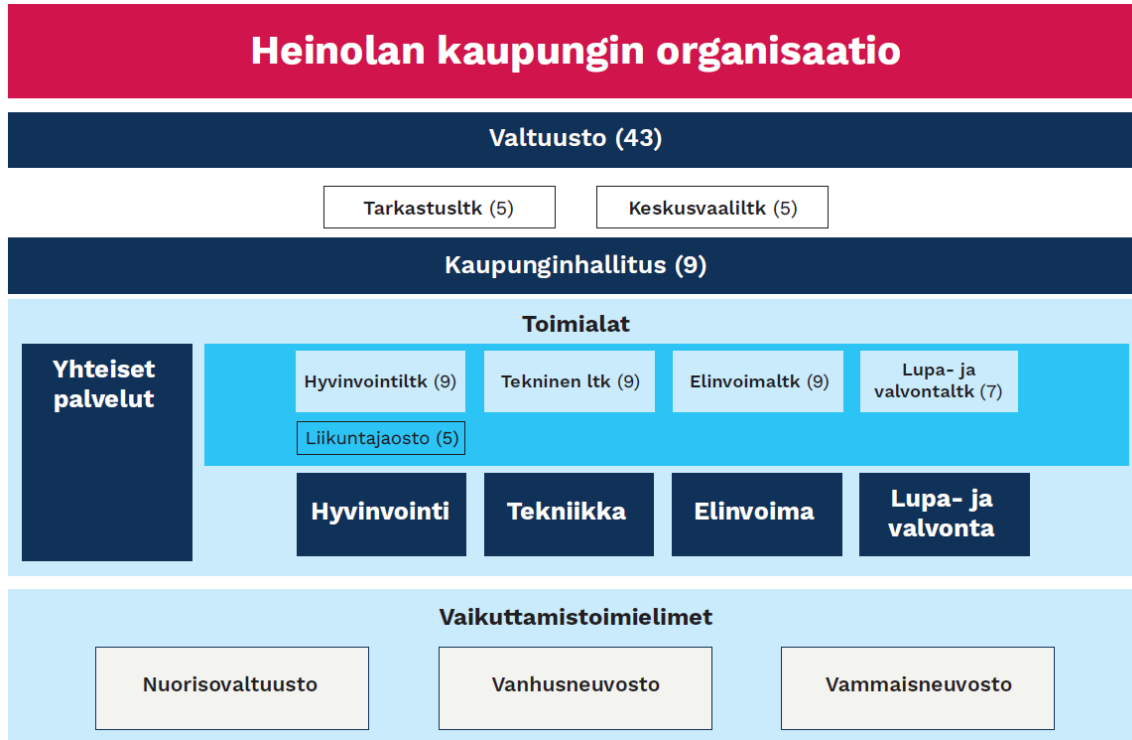 Heinolan kaupungin organisaatio
Valtuusto (43)
Tarkastusltk (5)
Keskusvaaliltk (5)
Kaupunginhallitus (9)
Toimialat
Yhteiset
palvelut
Hyvinvointiltk (9)
Tekninen ltk (9)
Elinvoimaltk (9)
Lupa- ja
valvontaltk (7)
Liikuntajaosto (5)
Hyvinvointi
Tekniikka
Elinvoima
Lupa- ja
valvonta
Vaikuttamistoimielimet
Nuorisovaltuusto
Vanhusneuvosto
Vammaisneuvosto